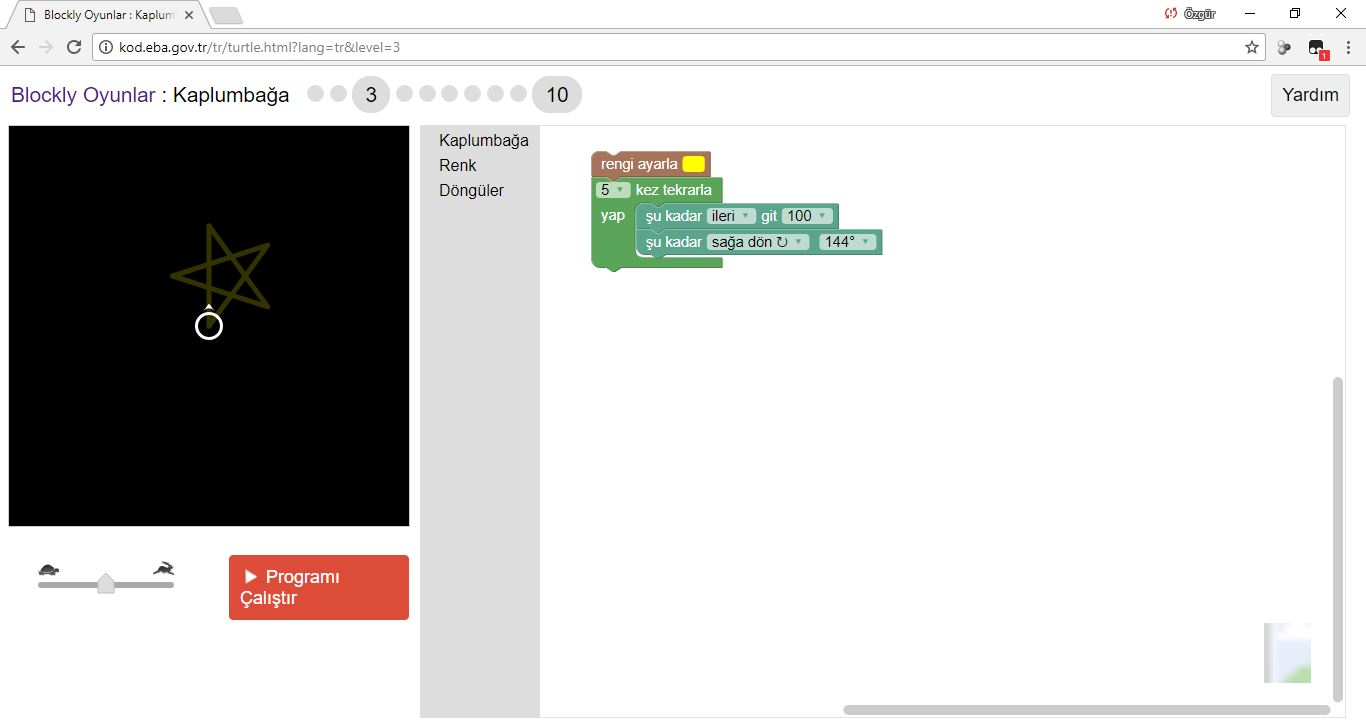 Blockly Oyunlar : Kaplum
Özgür
kod.eba.gov.tr/tr/turtle.html?lang=tr&level=3
1
Blockly Oyunlar : Kaplumbağa 3 10
Yardım
Kaplumbağa
Renk
Döngüler
rengi ayarla
5 kez tekrarla
yap şu kadar ileri git 100
şu kadar sağa dön ↻ 144°
Programı
Çalıştır